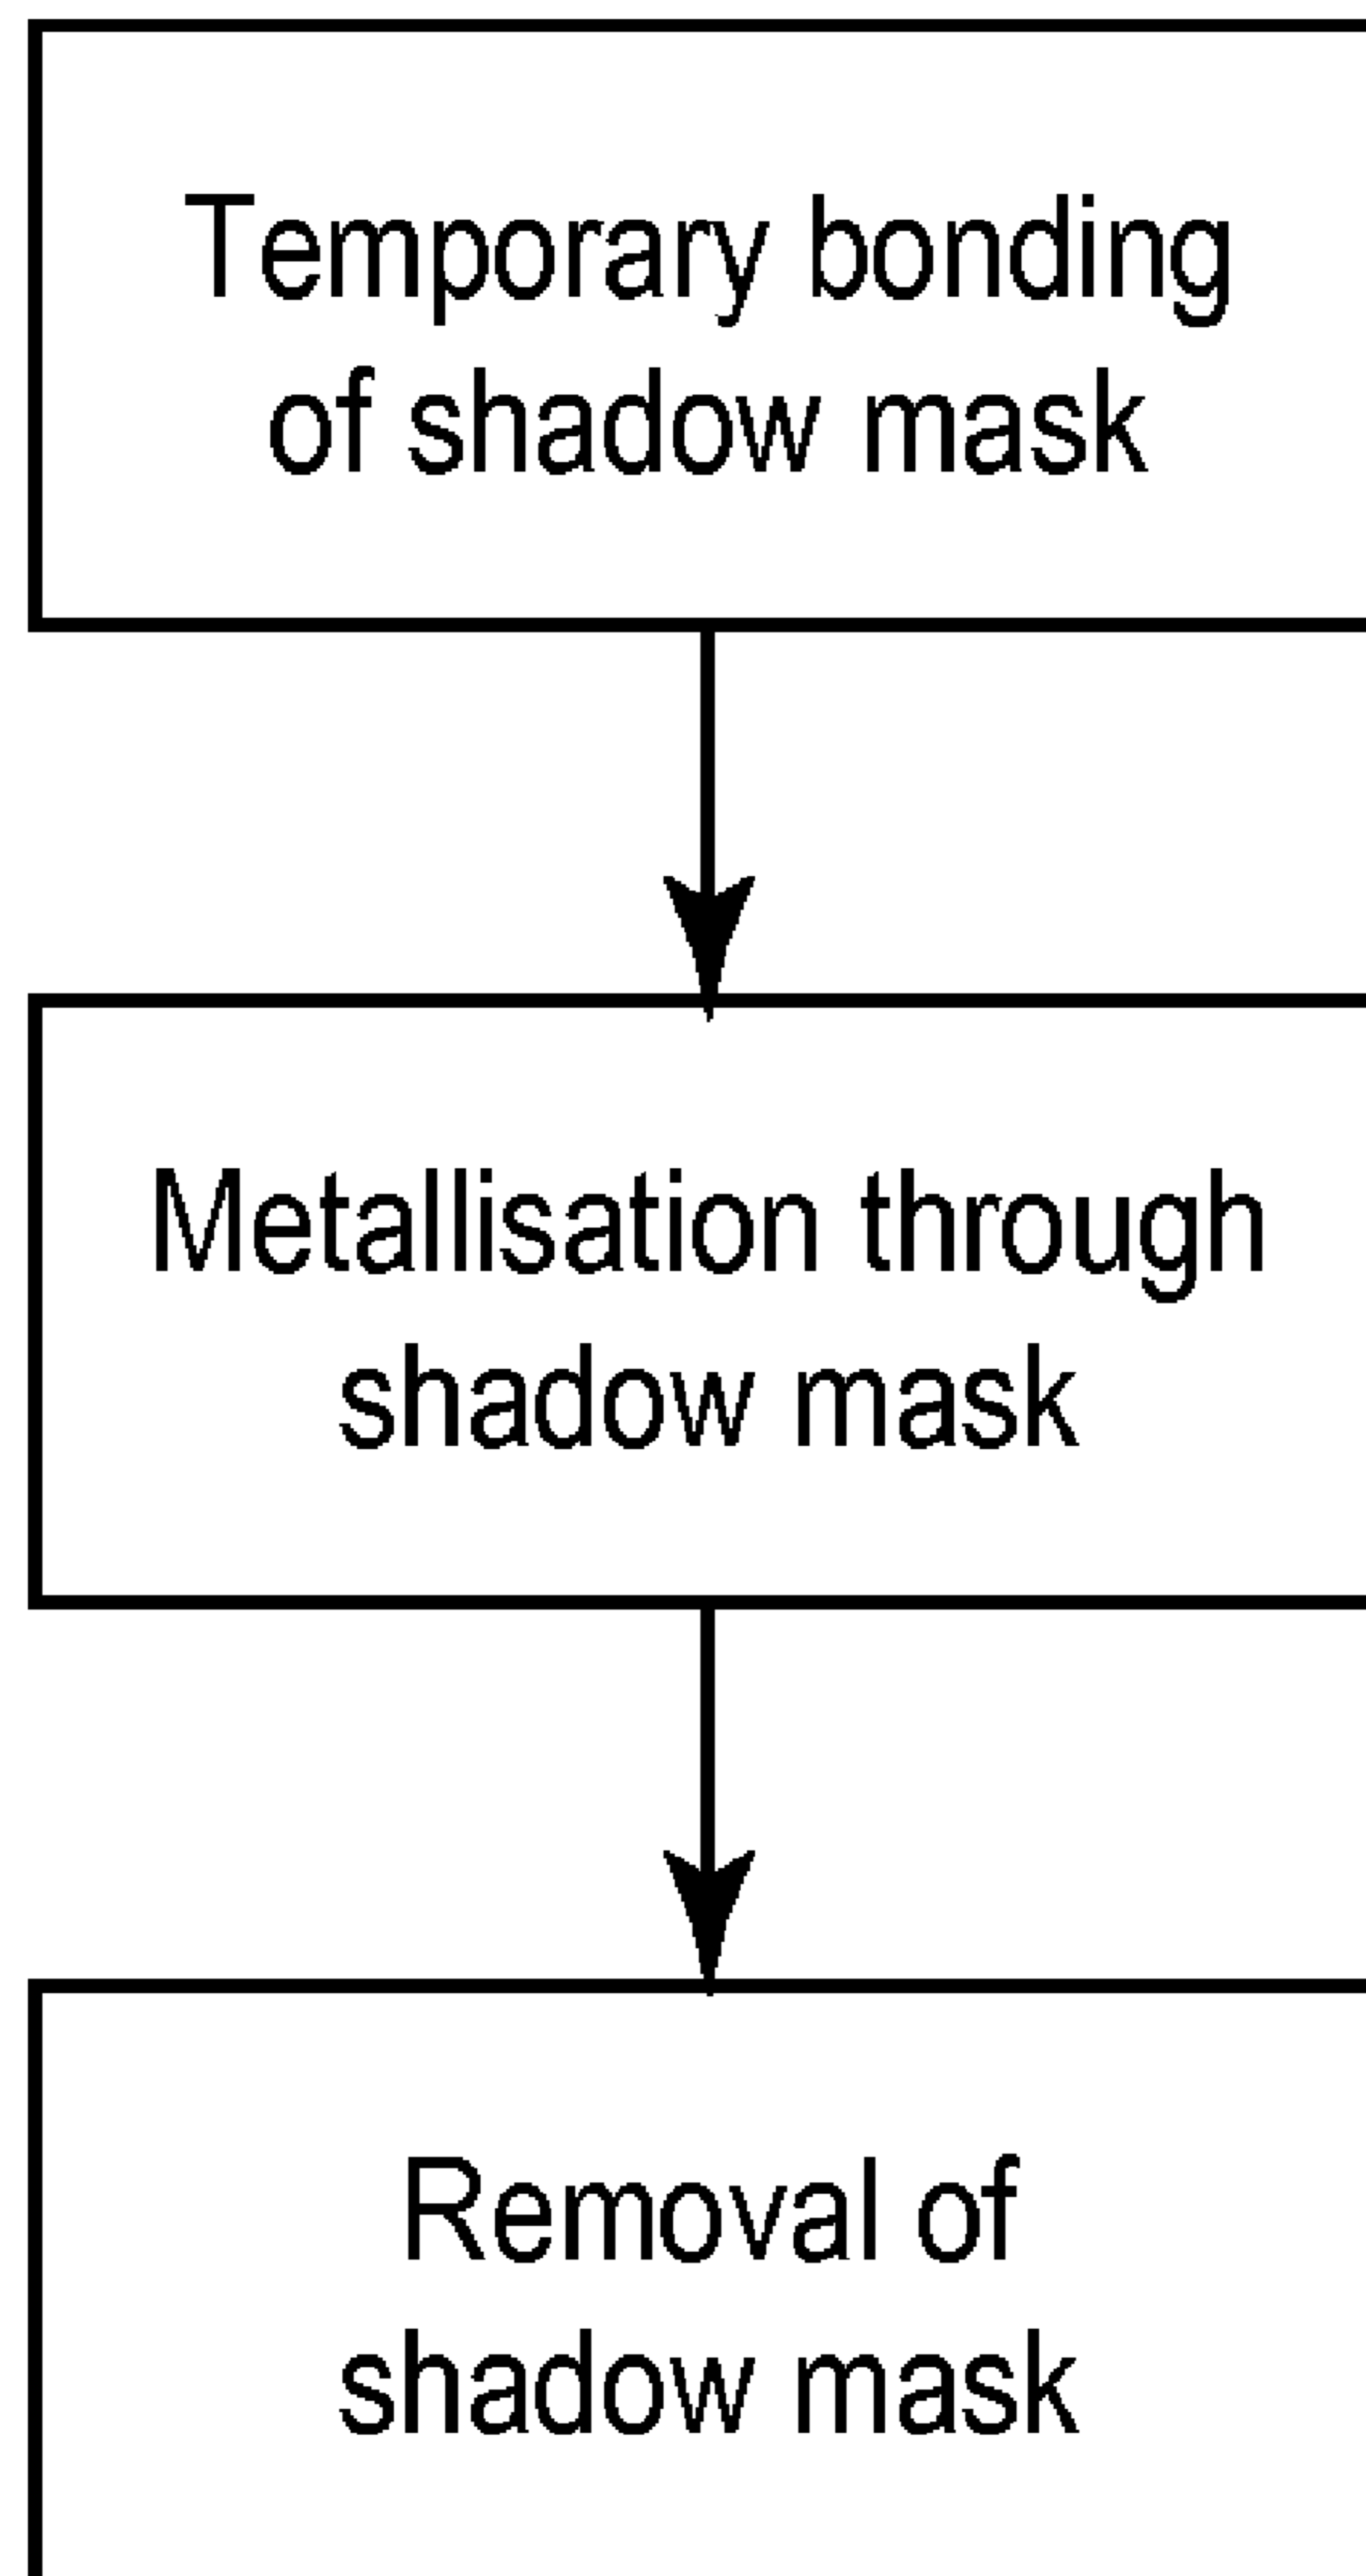 Temporary bonding
of shadow mask
Metallisation through
shadow mask
Removal of
shadow mask